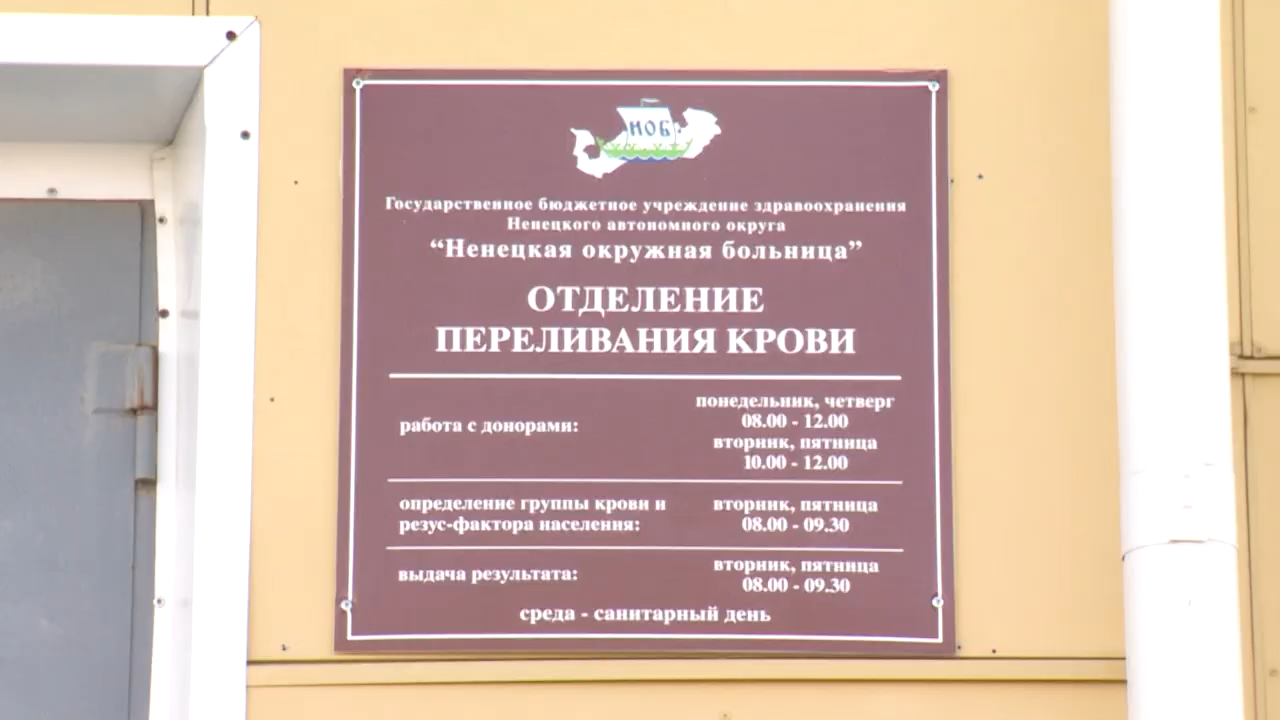 НОБ
Государственное бюджетное учреждение здравоохранения
Ненецкого автономного округа
“Ненецкая окружная больница”
ОТДЕЛЕНИЕ
ПЕРЕЛИВАНИЯ КРОВИ
работа с донорами:
понедельник, четверг
08.00 - 12.00
вторник, пятница
10.00 - 12.00
определение группы крови и
резус-фактора населения:
вторник, пятница
08.00 - 09.30
выдача результата:
вторник, пятница
08.00 - 09.30
среда - санитарный день